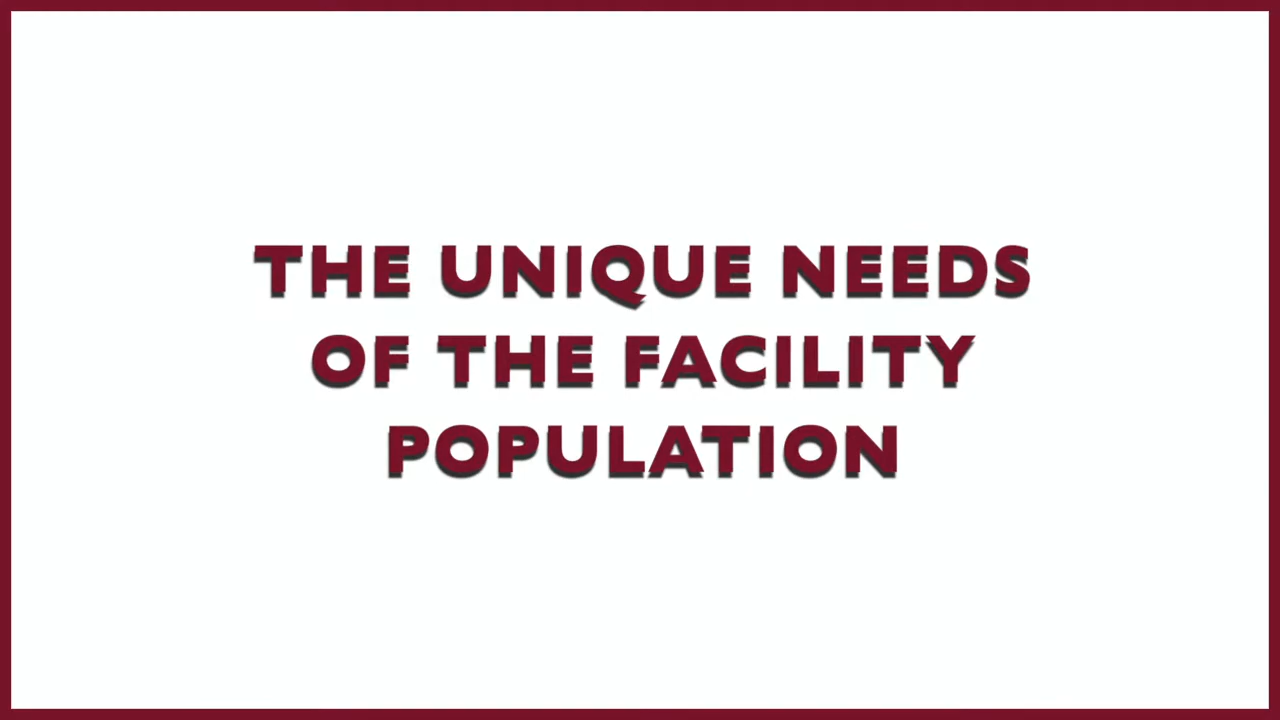 THE UNIQUE NEEDS
OF THE FACILITY
POPULATION